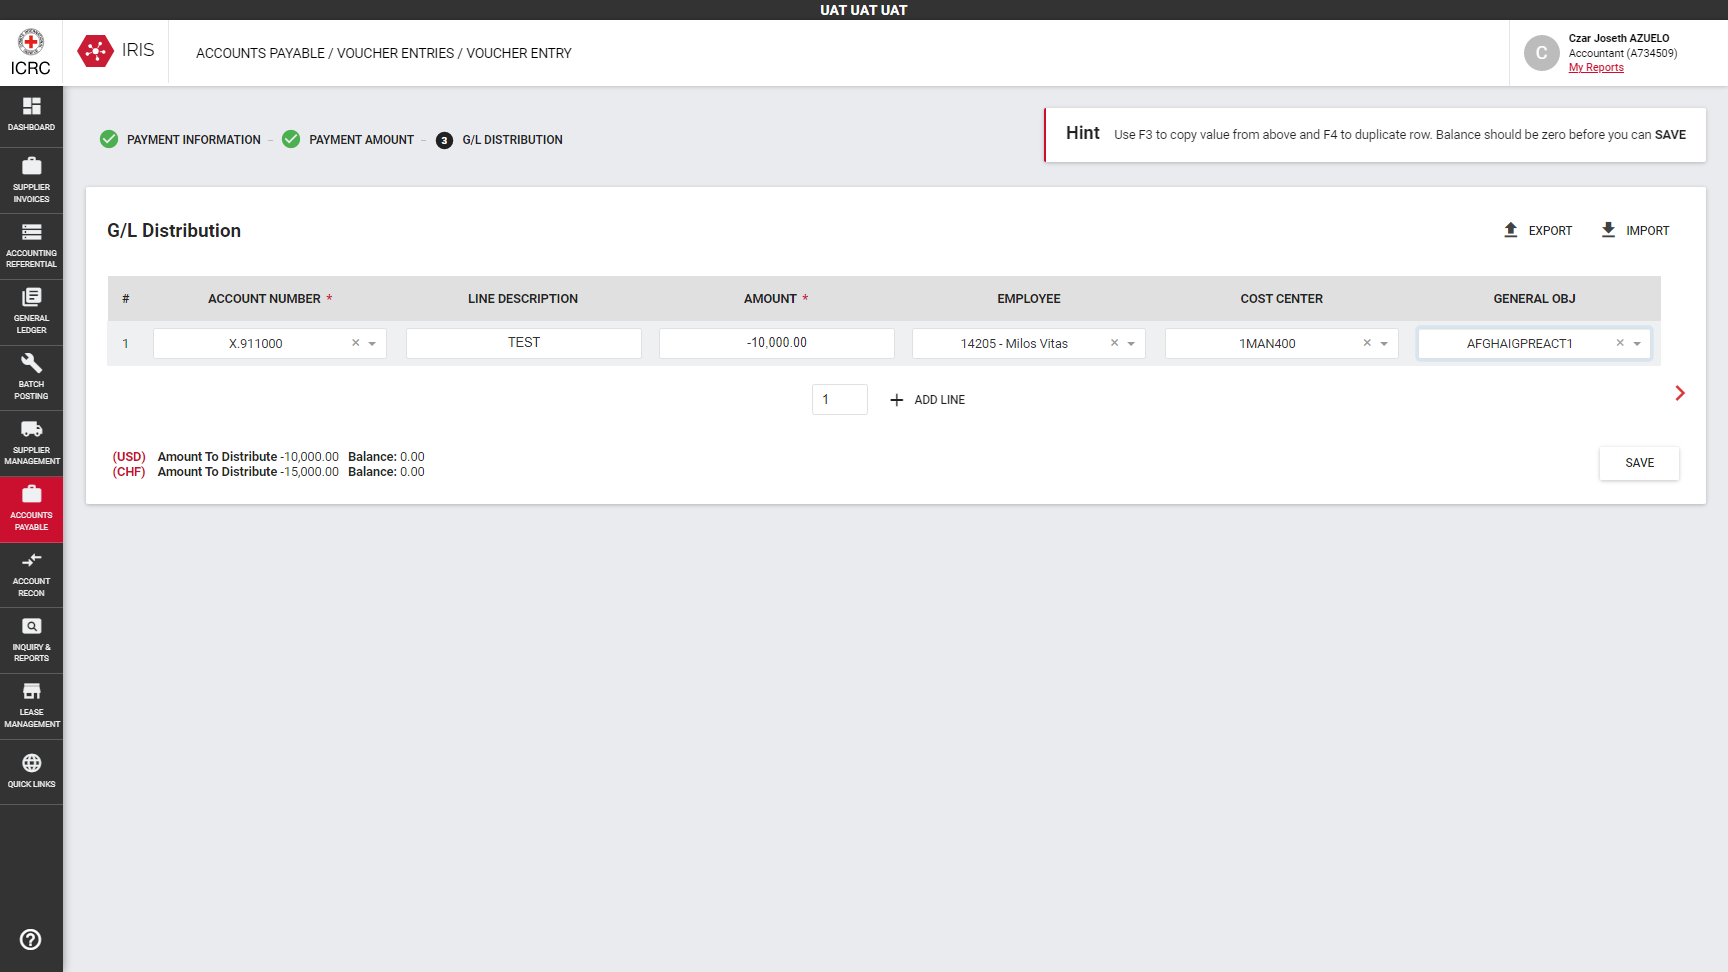 UAT UAT UAT
ICRC
IRIS
ACCOUNTS PAYABLE / VOUCHER ENTRIES / VOUCHER ENTRY
C
Czar Joseth AZUELO
Accountant (A734509)
My Reports
DASHBOARD
SUPPLIER
INVOICES
ACCOUNTING
REFERENTIAL
GENERAL
LEDGER
BATCH
POSTING
SUPPLIER
MANAGEMENT
ACCOUNTS
PAYABLE
ACCOUNT
RECON
INQUIRY &
REPORTS
LEASE
MANAGEMENT
QUICK LINKS
PAYMENT INFORMATION – PAYMENT AMOUNT – 3 G/L DISTRIBUTION
Hint Use F3 to copy value from above and F4 to duplicate row. Balance should be zero before you can SAVE
G/L Distribution
EXPORT IMPORT
# ACCOUNT NUMBER * LINE DESCRIPTION AMOUNT * EMPLOYEE COST CENTER GENERAL OBJ
1 X.911000 × TEST -10,000.00 14205 - Milos Vitas × 1MAN400 × AFGHAIGPREACT1 ×
1 + ADD LINE
(USD) Amount To Distribute -10,000.00 Balance: 0.00
(CHF) Amount To Distribute -15,000.00 Balance: 0.00
SAVE